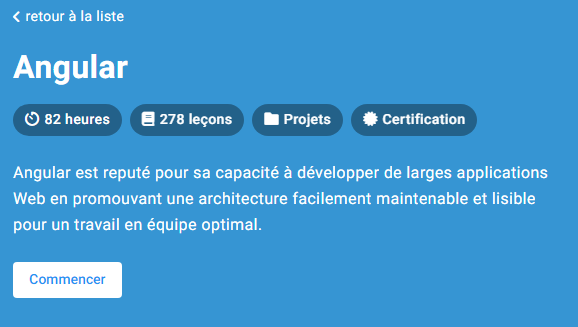 retour à la liste
Angular
82 heures 278 leçons Projets Certification
Angular est reputé pour sa capacité à développer de larges applications
Web en promouvant une architecture facilement maintenable et lisible
pour un travail en équipe optimal.
Commencer